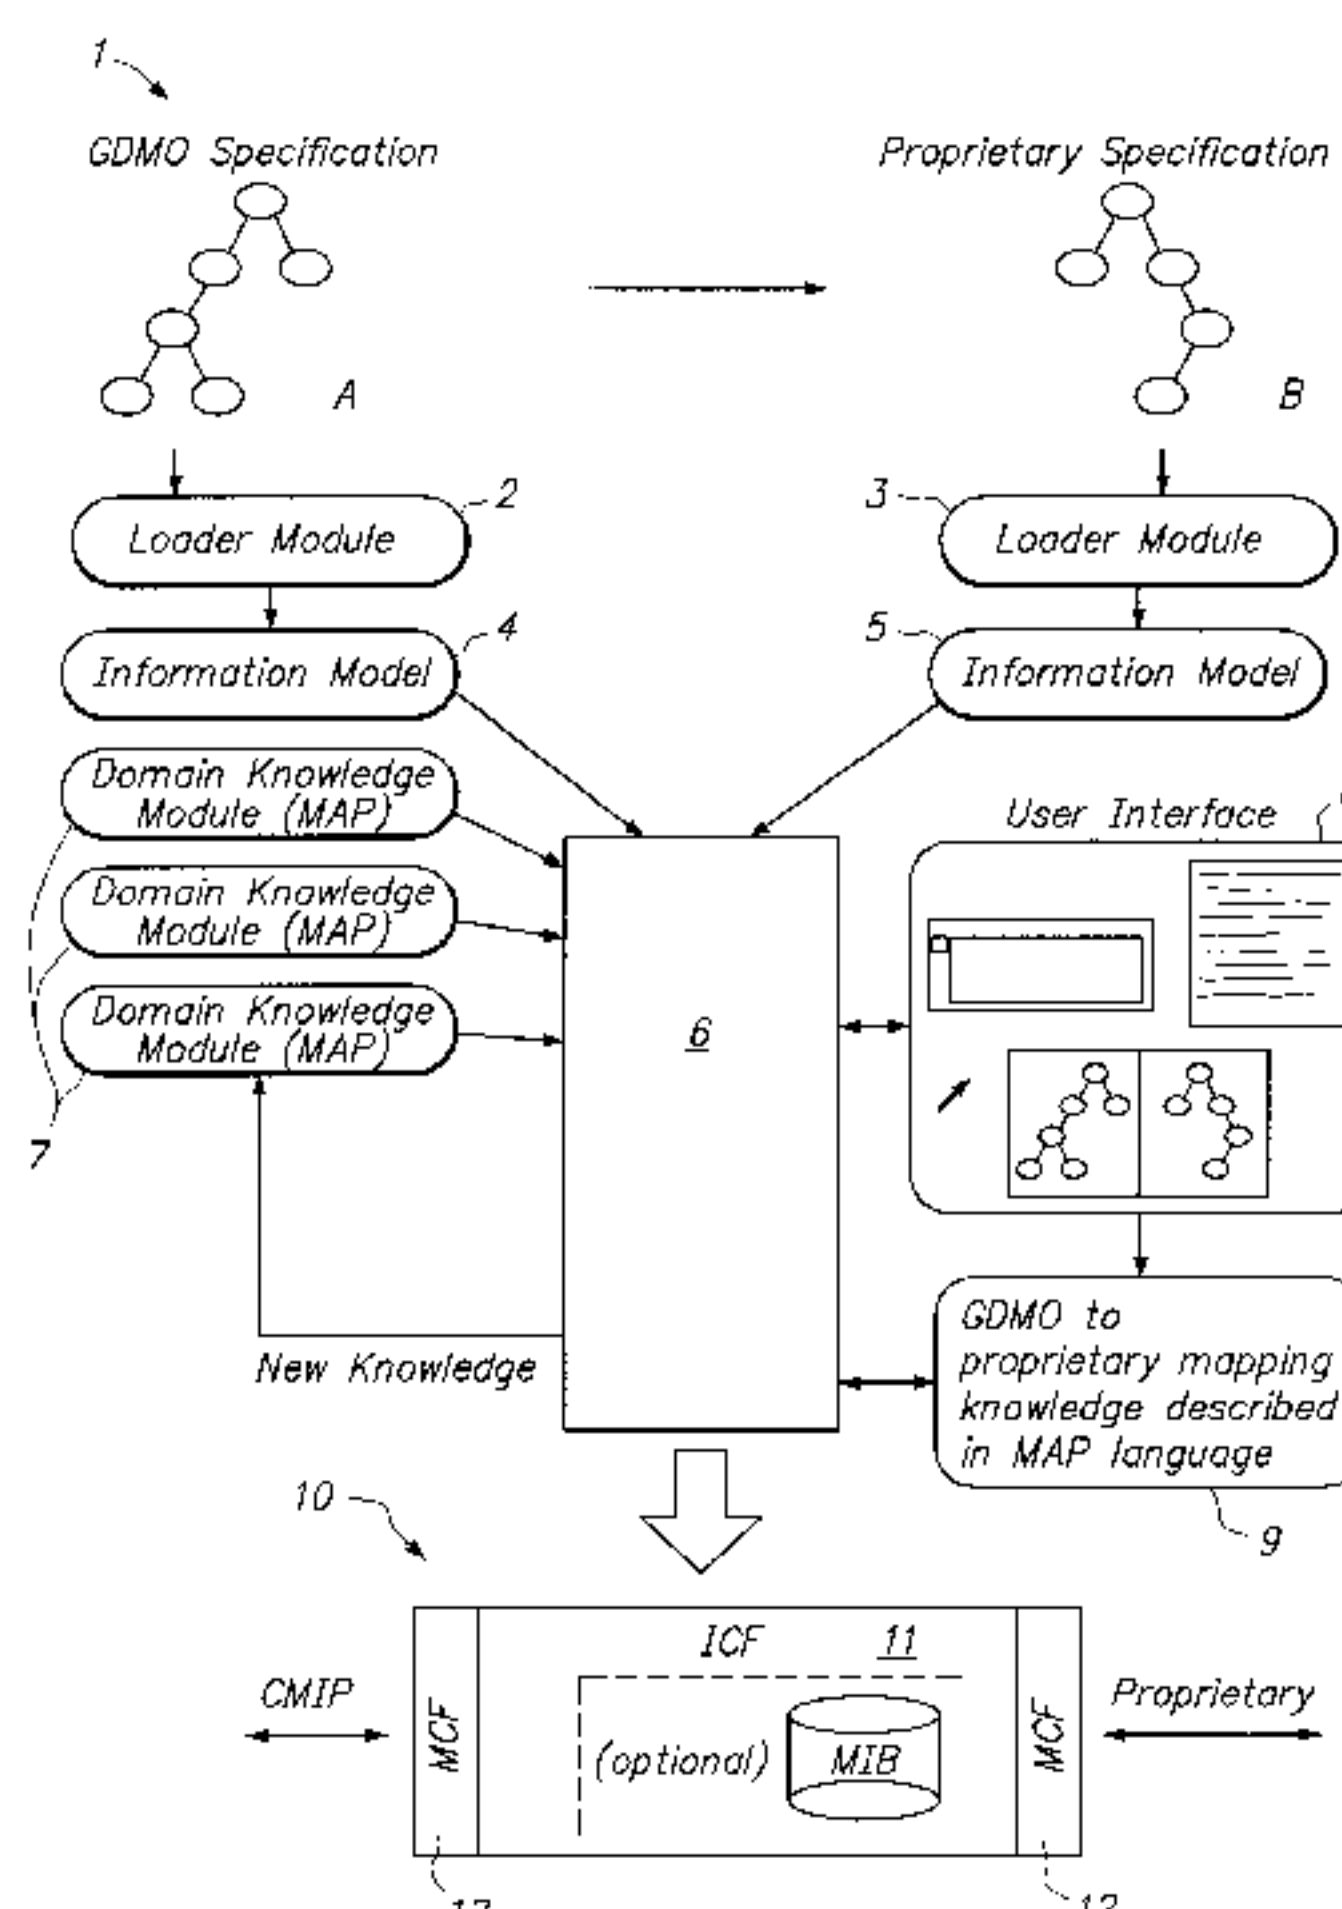 1
GDMO Specification
Proprietary Specification
A
B
2
3
Loader Module
Loader Module
4
5
Information Model
Information Model
Domain Knowledge
Module (MAP)
User Interface
Domain Knowledge
Module (MAP)
Domain Knowledge
Module (MAP)
6
7
New Knowledge
GDMO to
proprietary mapping
knowledge described
in MAP language
10
9
ICF
11
CMIP
Proprietary
MCF
(optional)
MIB
MCF